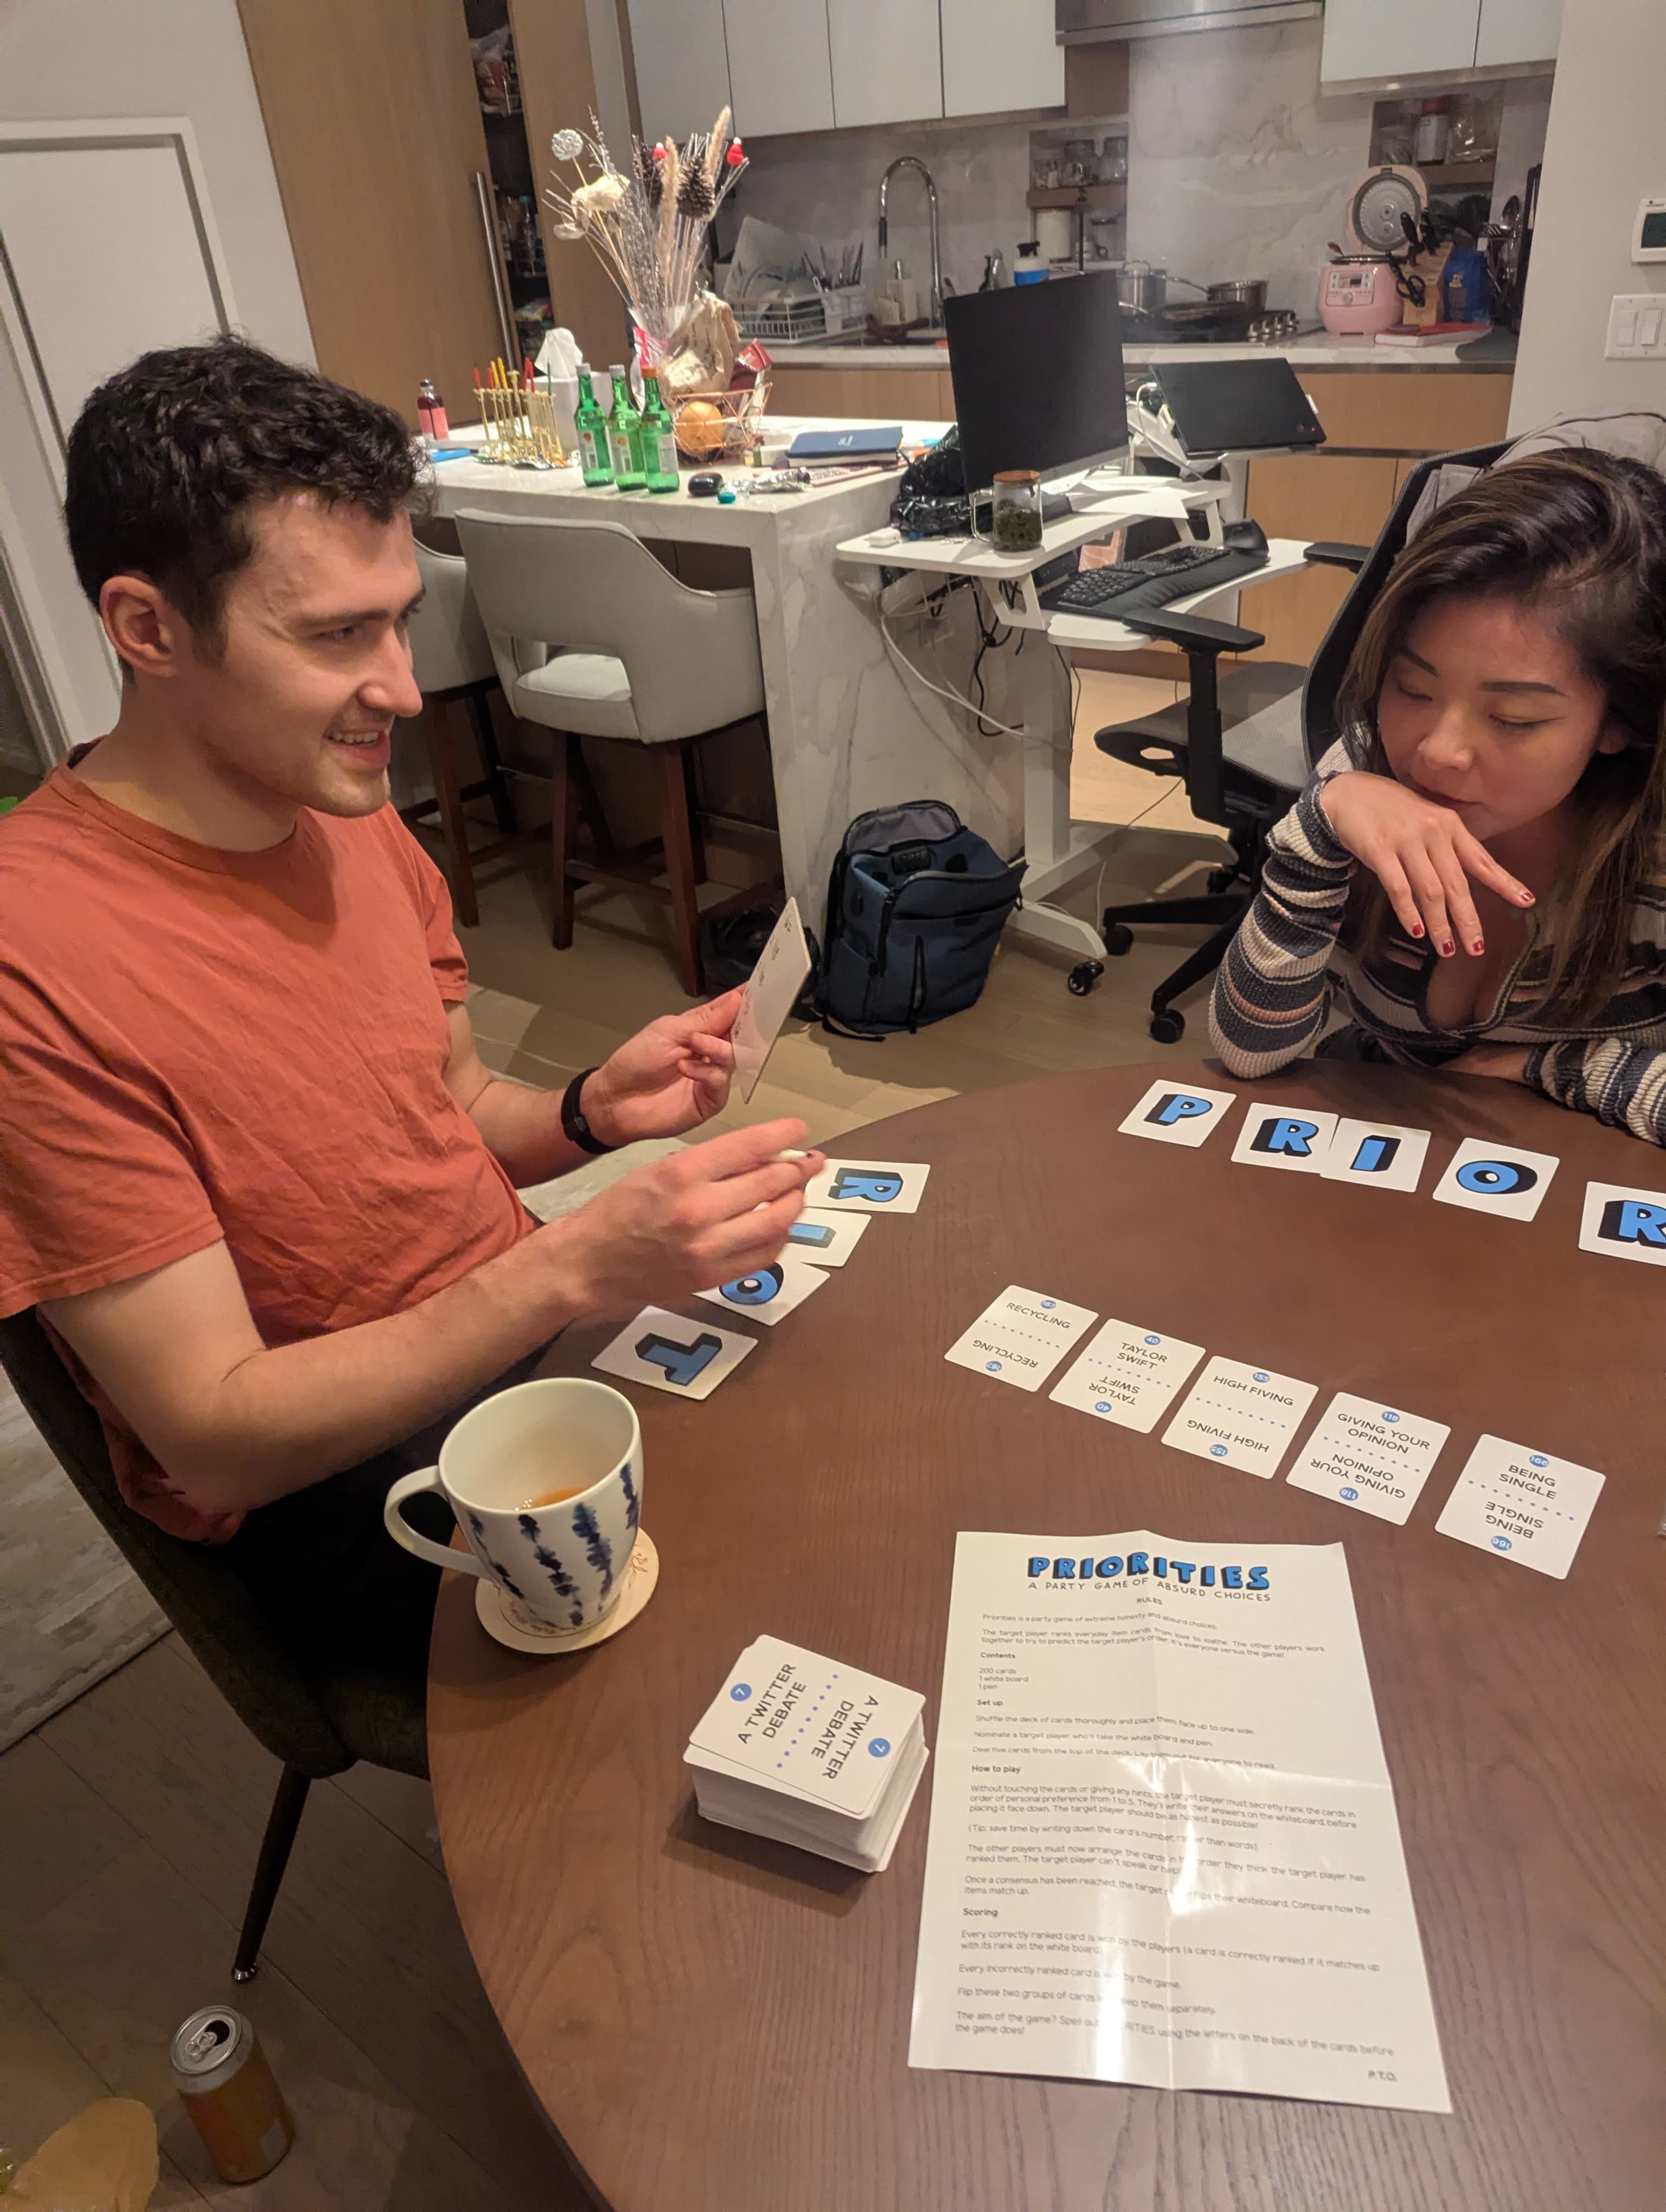 P
R
I
O
R
R
I
O
T
167
RECYCLING
RECYCLING
167
40
TAYLOR
SWIFT
TAYLOR
SWIFT
40
155
HIGH FIVING
HIGH FIVING
155
118
GIVING YOUR
OPINION
GIVING YOUR
OPINION
118
166
BEING
SINGLE
BEING
SINGLE
166
7
A TWITTER
DEBATE
A TWITTER
DEBATE
7
PRIORITIES
A PARTY GAME OF ABSURD CHOICES
RULES
Priorities is a party game of extreme honesty and absurd choices.
The target player ranks everyday item cards from love to loathe. The other players work
together to try to predict the target player's order. It's everyone versus the game!
Contents
200 cards
1 white board
1 pen
Set up
Shuffle the deck of cards thoroughly and place them face up to one side.
Nominate a target player who'll take the white board and pen.
Deal five cards from the top of the deck. Lay them out for everyone to read.
How to play
Without touching the cards or giving any hints, the target player must secretly rank the cards in
order of personal preference from 1 to 5. They'll write their answers on the whiteboard, before
placing it face down. The target player should be as honest as possible!
(Tip: save time by writing down the card's number, rather than words)
The other players must now arrange the cards in the order they think the target player has
ranked them. The target player can't speak or help!
Once a consensus has been reached, the target flips their whiteboard. Compare how the
items match up.
Scoring
Every correctly ranked card is won by the players (a card is correctly ranked if it matches up
with its rank on the white board)
Every incorrectly ranked card is won by the game.
Flip these two groups of cards keep them separately.
The aim of the game? Spell out RITIES using the letters on the back of the cards before
the game does!
P.T.O.